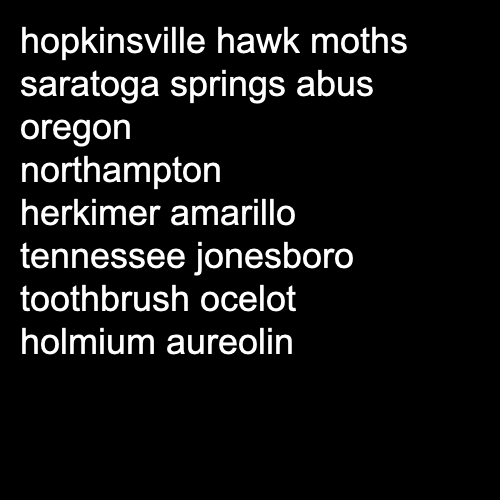 hopkinsville hawk moths
saratoga springs abus
oregon
northampton
herkimer amarillo
tennessee jonesboro
toothbrush ocelot
holmium aureolin